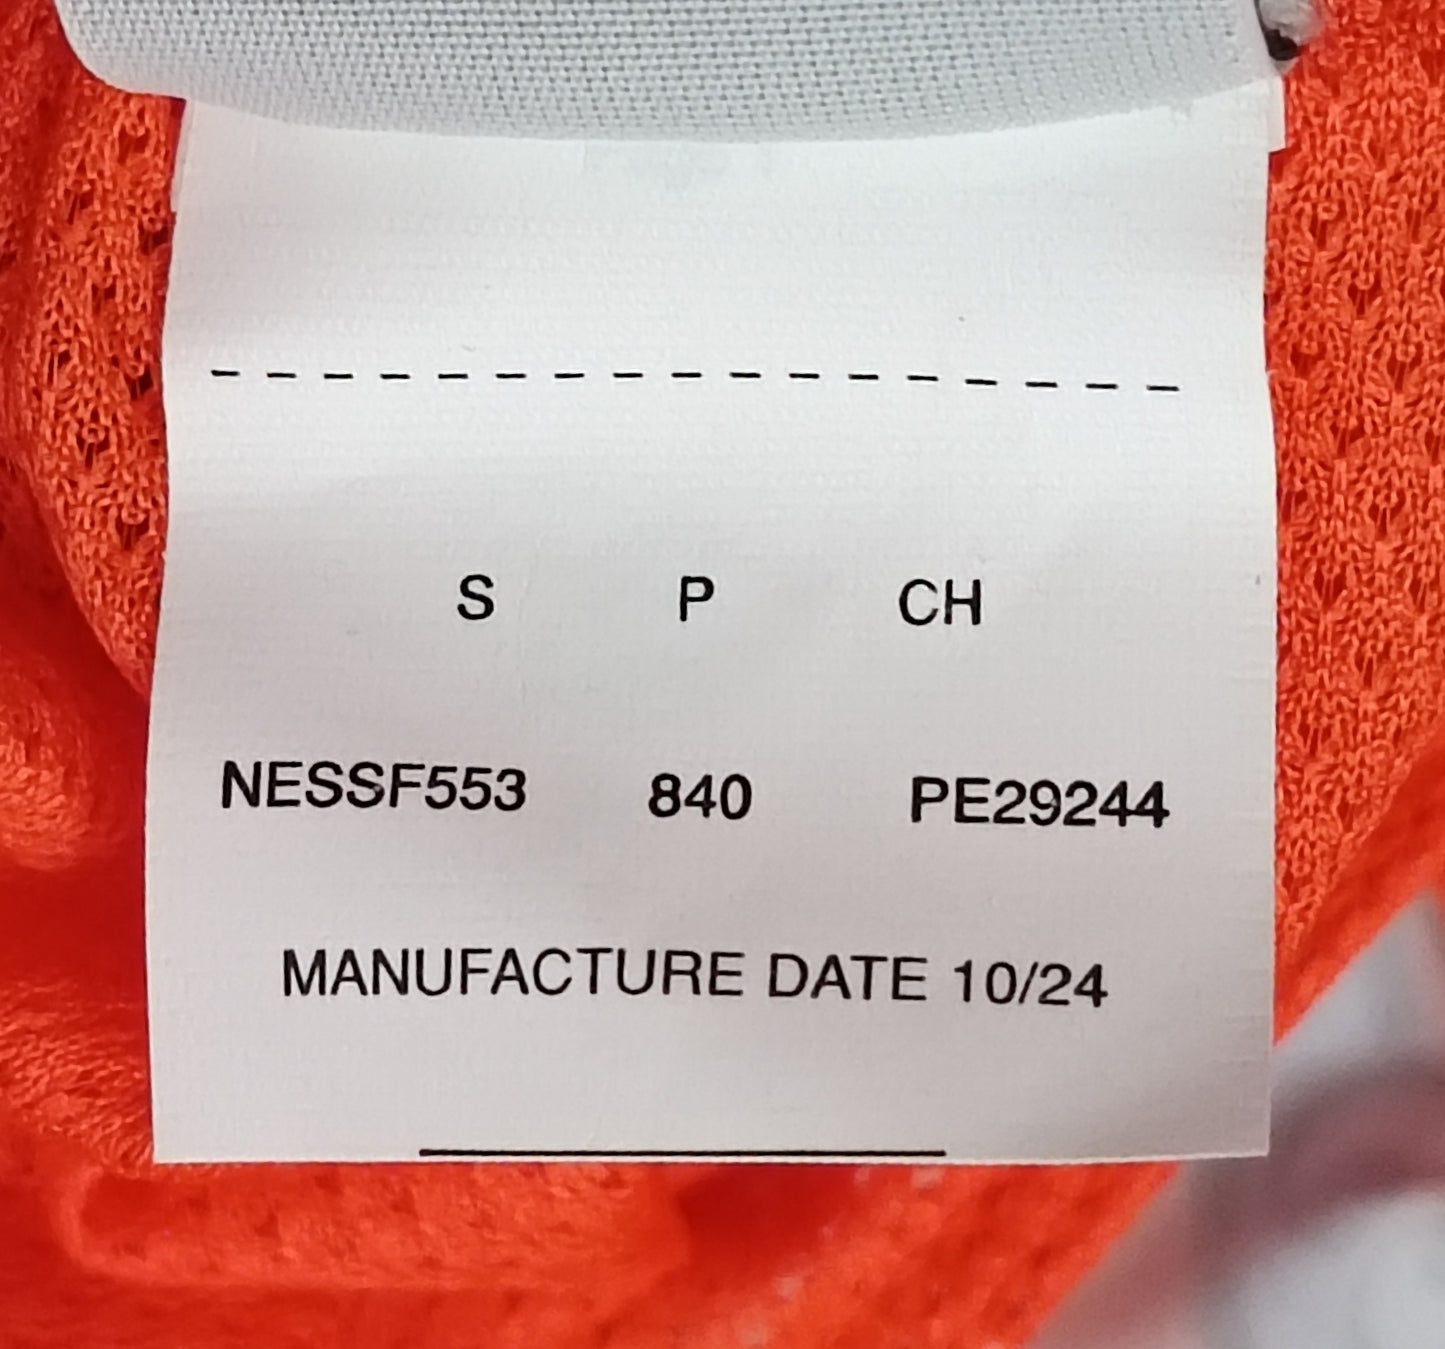 S P CH
NESSF553 840 PE29244
MANUFACTURE DATE 10/24